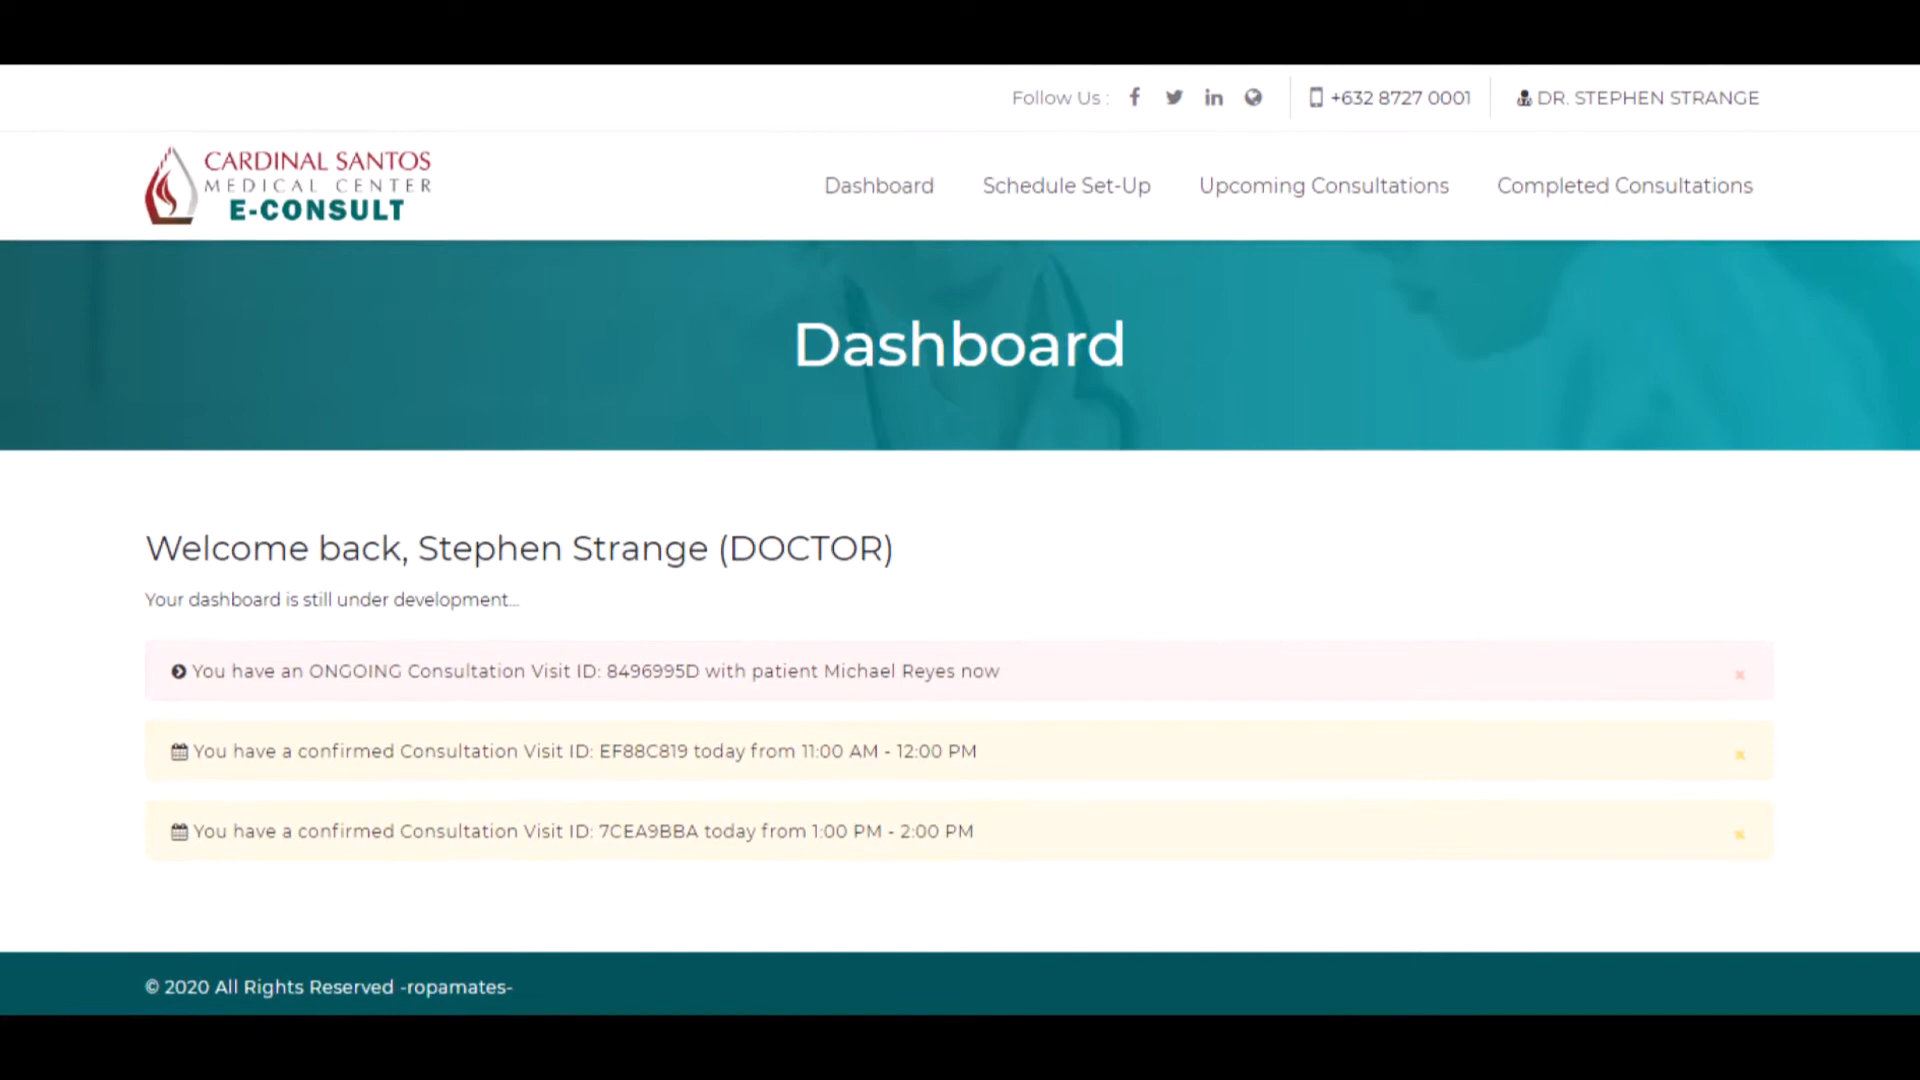 Follow Us :
+632 8727 0001
DR. STEPHEN STRANGE
CARDINAL SANTOS
MEDICAL CENTER
E-CONSULT
Dashboard
Schedule Set-Up
Upcoming Consultations
Completed Consultations
Dashboard
Welcome back, Stephen Strange (DOCTOR)
Your dashboard is still under development...
You have an ONGOING Consultation Visit ID: 8496995D with patient Michael Reyes now
You have a confirmed Consultation Visit ID: EF88C819 today from 11:00 AM - 12:00 PM
You have a confirmed Consultation Visit ID: 7CEA9BBA today from 1:00 PM - 2:00 PM
© 2020 All Rights Reserved -ropamates-